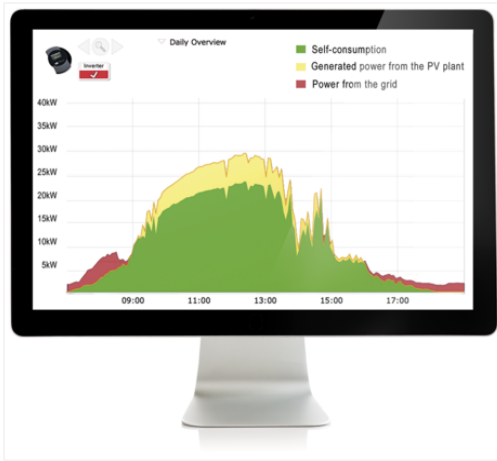 Daily Overview
Inverter
Self-consumption
Generated power from the PV plant
Power from the grid
40kW
35kW
30kW
25kW
20kW
15kW
10kW
5kW
09:00 11:00 13:00 15:00 17:00